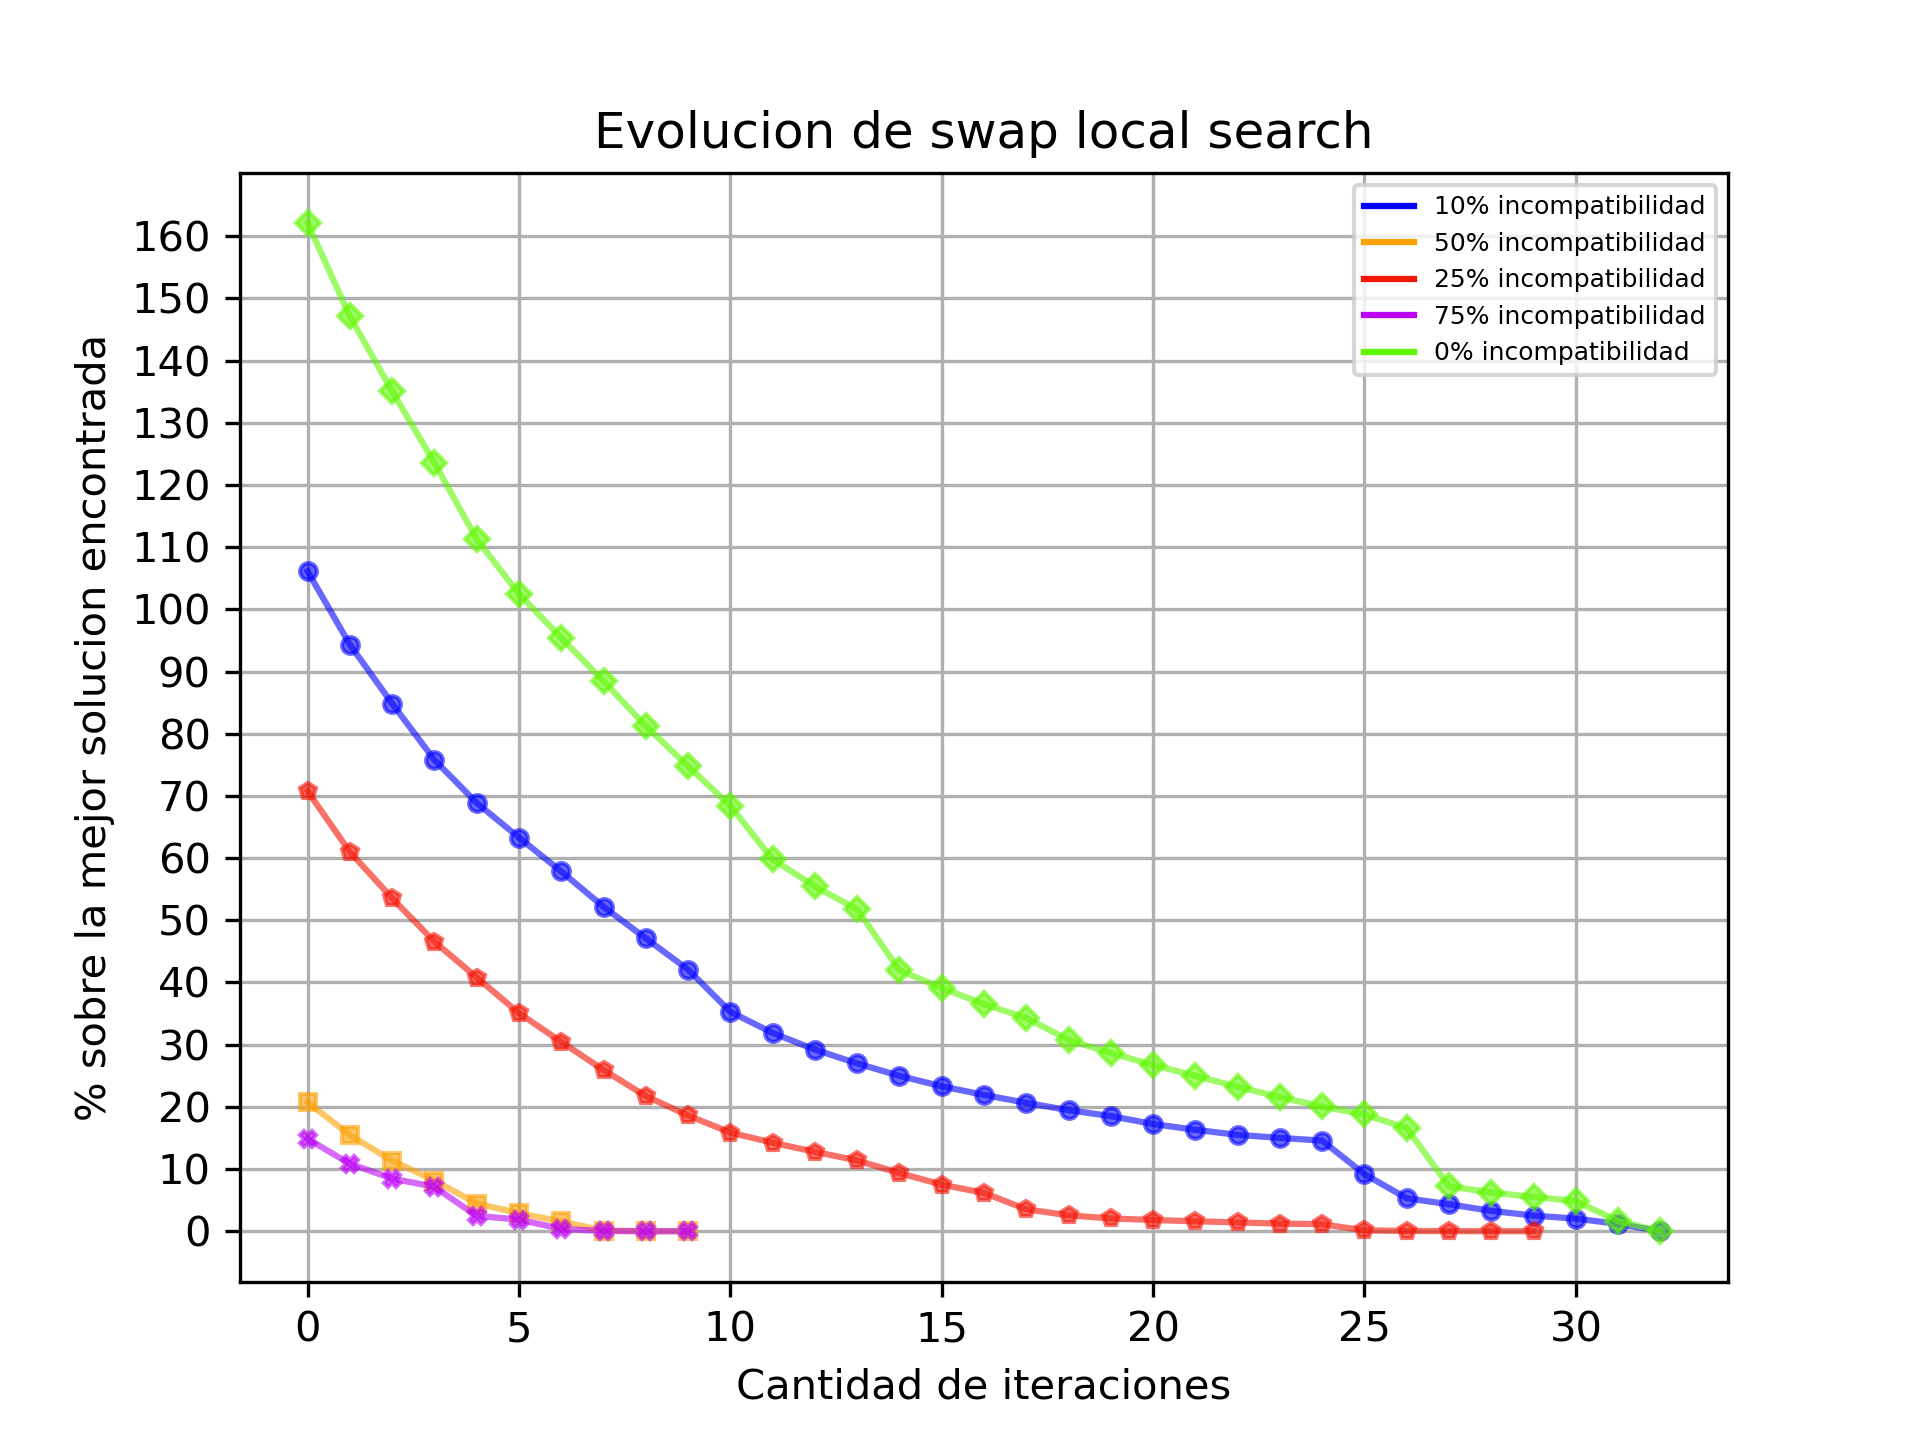 Evolucion de swap local search
10% incompatibilidad
50% incompatibilidad
25% incompatibilidad
75% incompatibilidad
0% incompatibilidad
% sobre la mejor solucion encontrada
160
150
140
130
120
110
100
90
80
70
60
50
40
30
20
10
0
0 5 10 15 20 25 30
Cantidad de iteraciones